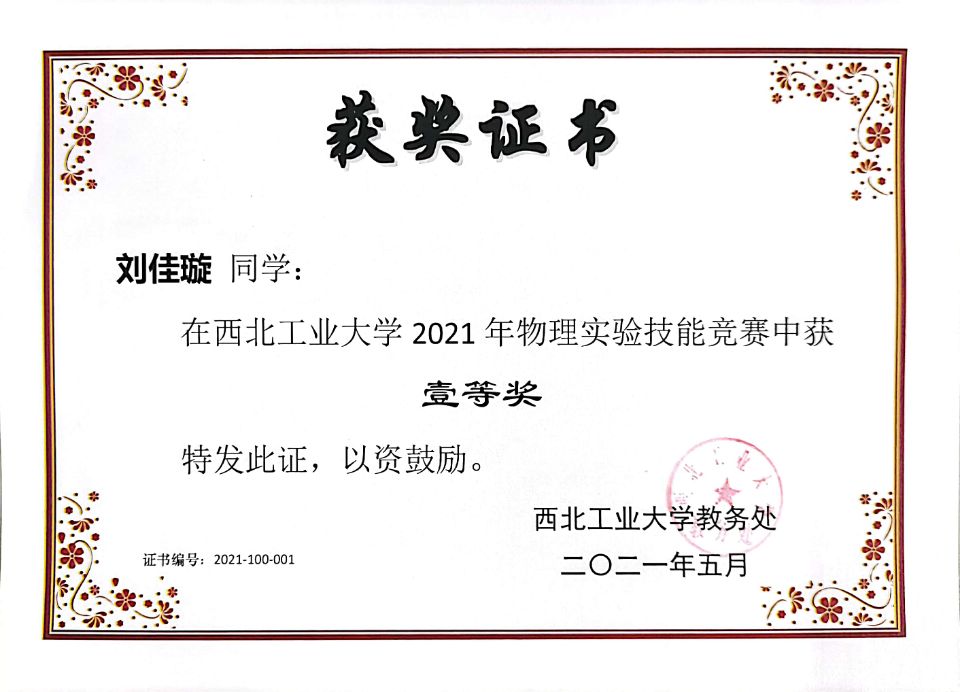 获奖证书
刘佳璇 同学：
在西北工业大学 2021 年物理实验技能竞赛中获
壹等奖
特发此证，以资鼓励。
西北工业大学教务处
证书编号：2021-100-001
二〇二一年五月